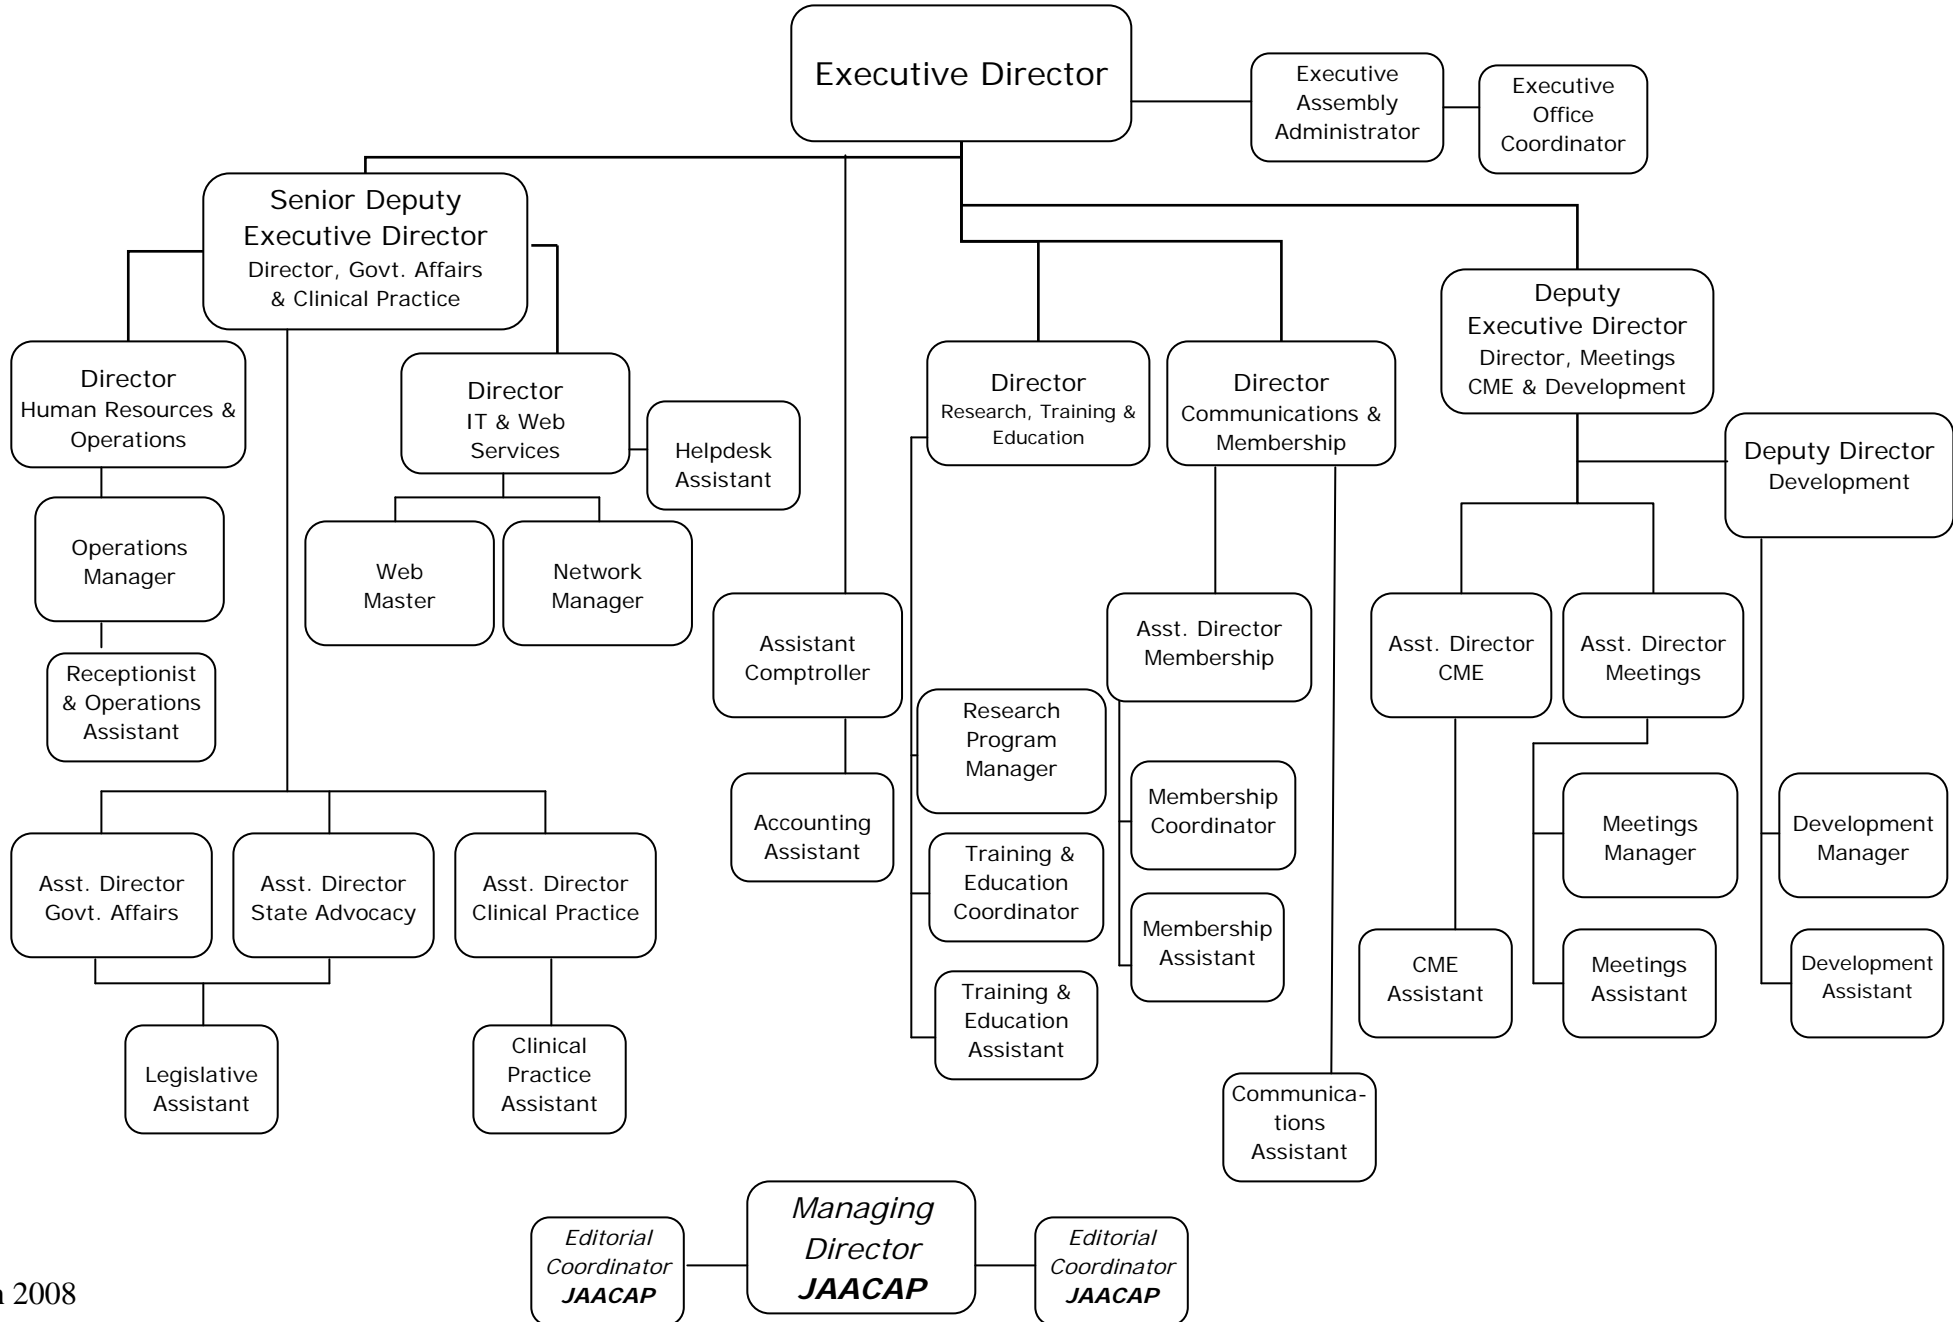 Executive Director
Executive
Assembly
Administrator
Executive
Office
Coordinator
Senior Deputy
Executive Director
Director, Govt. Affairs
& Clinical Practice
Deputy
Executive Director
Director, Meetings
CME & Development
Director
Human Resources &
Operations
Director
IT & Web
Services
Helpdesk
Assistant
Director
Research, Training &
Education
Director
Communications &
Membership
Deputy Director
Development
Operations
Manager
Web
Master
Network
Manager
Receptionist
& Operations
Assistant
Assistant
Comptroller
Asst. Director
Membership
Asst. Director
CME
Asst. Director
Meetings
Research
Program
Manager
Accounting
Assistant
Membership
Coordinator
Meetings
Manager
Development
Manager
Asst. Director
Govt. Affairs
Asst. Director
State Advocacy
Asst. Director
Clinical Practice
Training &
Education
Coordinator
Membership
Assistant
CME
Assistant
Meetings
Assistant
Development
Assistant
Training &
Education
Assistant
Legislative
Assistant
Clinical
Practice
Assistant
Communica-
tions
Assistant
Editorial
Coordinator
JAACAP
Managing
Director
JAACAP
Editorial
Coordinator
JAACAP
2008